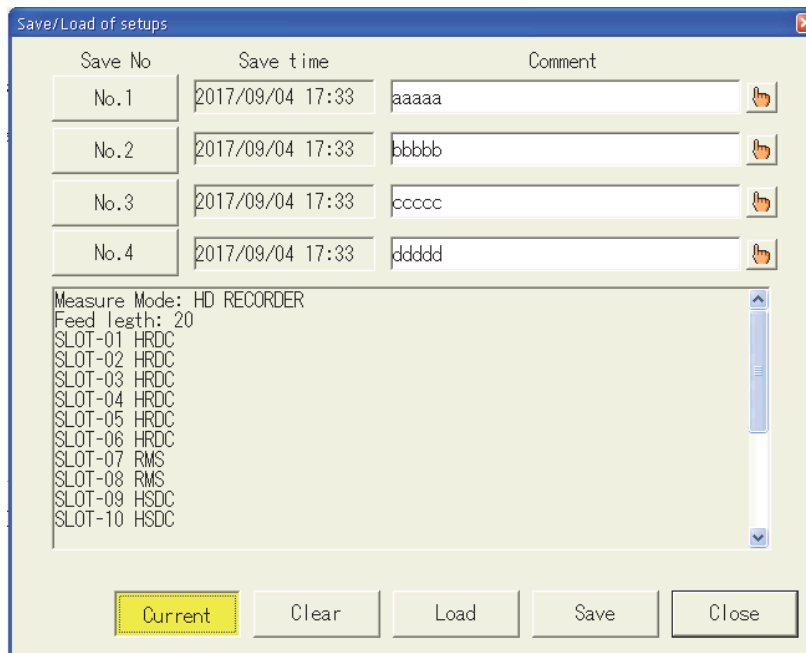 Save/Load of setups
Save No Save time Comment
No.1 2017/09/04 17:33 aaaaa
No.2 2017/09/04 17:33 bbbbb
No.3 2017/09/04 17:33 ccccc
No.4 2017/09/04 17:33 ddddd
Measure Mode: HD RECORDER
Feed legth: 20
SLOT-01 HRDC
SLOT-02 HRDC
SLOT-03 HRDC
SLOT-04 HRDC
SLOT-05 HRDC
SLOT-06 HRDC
SLOT-07 RMS
SLOT-08 RMS
SLOT-09 HSDC
SLOT-10 HSDC
Current Clear Load Save Close